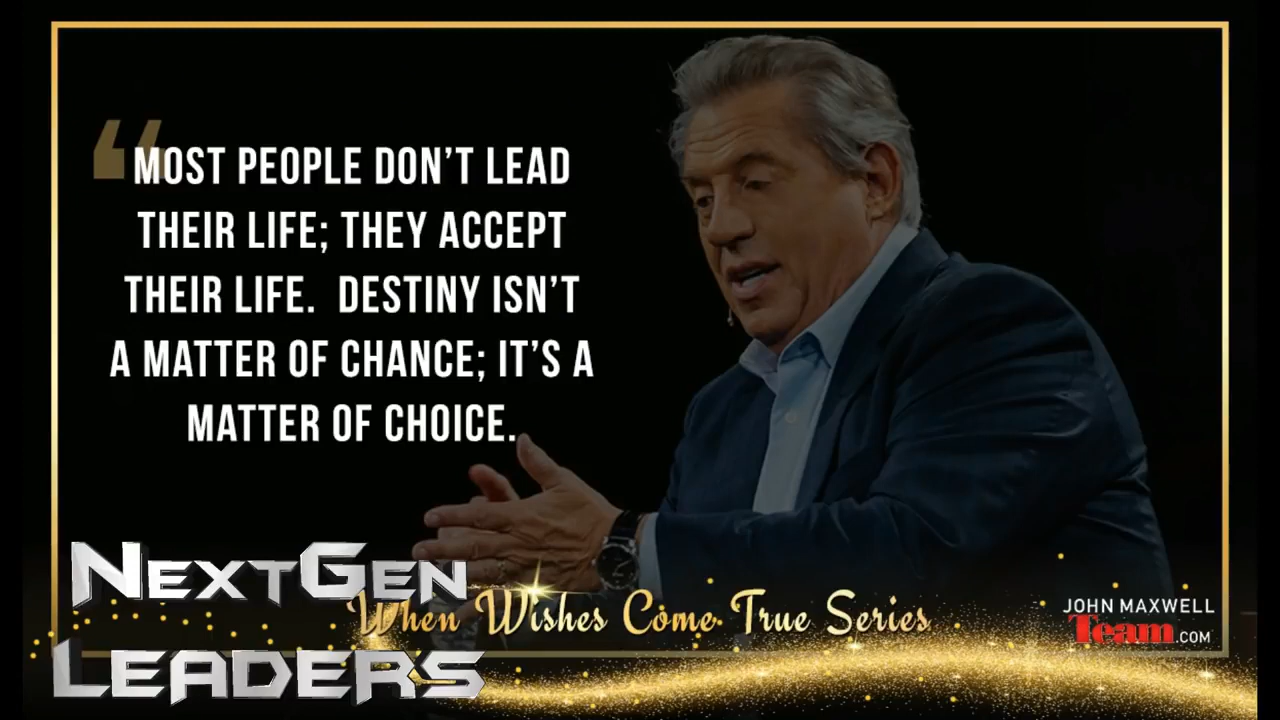 “MOST PEOPLE DON’T LEAD
THEIR LIFE; THEY ACCEPT
THEIR LIFE. DESTINY ISN’T
A MATTER OF CHANCE; IT’S A
MATTER OF CHOICE.
NEXTGEN
LEADERS
When Wishes Come True Series
JOHN MAXWELL
Team.COM